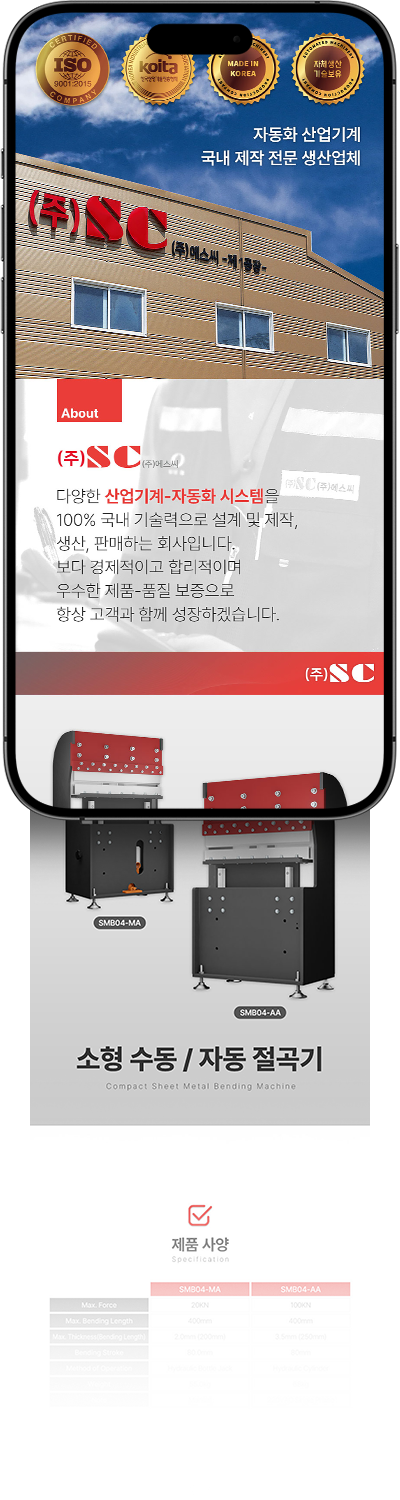 CERTIFIED
ISO
9001:2015
COMPANY
koita
AUTOMATED MACHINERY
MADE IN
KOREA
PRODUCTION COMPANY
AUTOMATED MACHINERY
자체생산
기술보유
PRODUCTION COMPANY
자동화 산업기계
국내 제작 전문 생산업체
(주)SC (주)에스씨 -제1공장-
About
(주)SC (주)에스씨
다양한 산업기계-자동화 시스템을
100% 국내 기술력으로 설계 및 제작,
생산, 판매하는 회사입니다.
보다 경제적이고 합리적이며
우수한 제품-품질 보증으로
항상 고객과 함께 성장하겠습니다.
(주)SC (주)에스씨
(주)SC
SMB04-MA
SMB04-AA
소형 수동 / 자동 절곡기
Compact Sheet Metal Bending Machine
제품 사양
Specification
SMB04-MA SMB04-AA
Max. Force 20KN 100KN
Max. Bending Length 400mm 400mm
Max. Thickness(Bending Length)